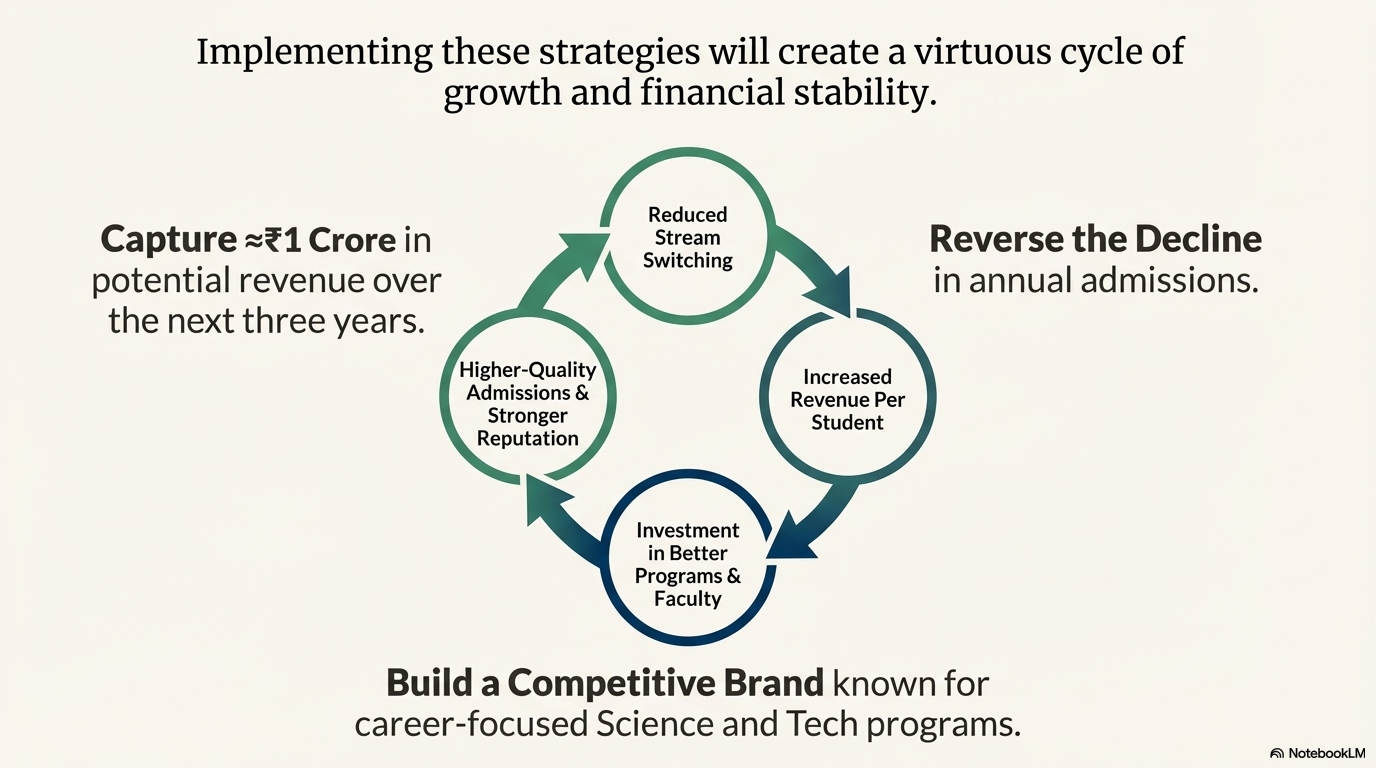 Implementing these strategies will create a virtuous cycle of
growth and financial stability.
Capture ≈₹1 Crore in
potential revenue over
the next three years.
Reverse the Decline
in annual admissions.
Reduced
Stream
Switching
Increased
Revenue Per
Student
Investment
in Better
Programs &
Faculty
Higher-Quality
Admissions &
Stronger
Reputation
Build a Competitive Brand known for
career-focused Science and Tech programs.
NotebookLM